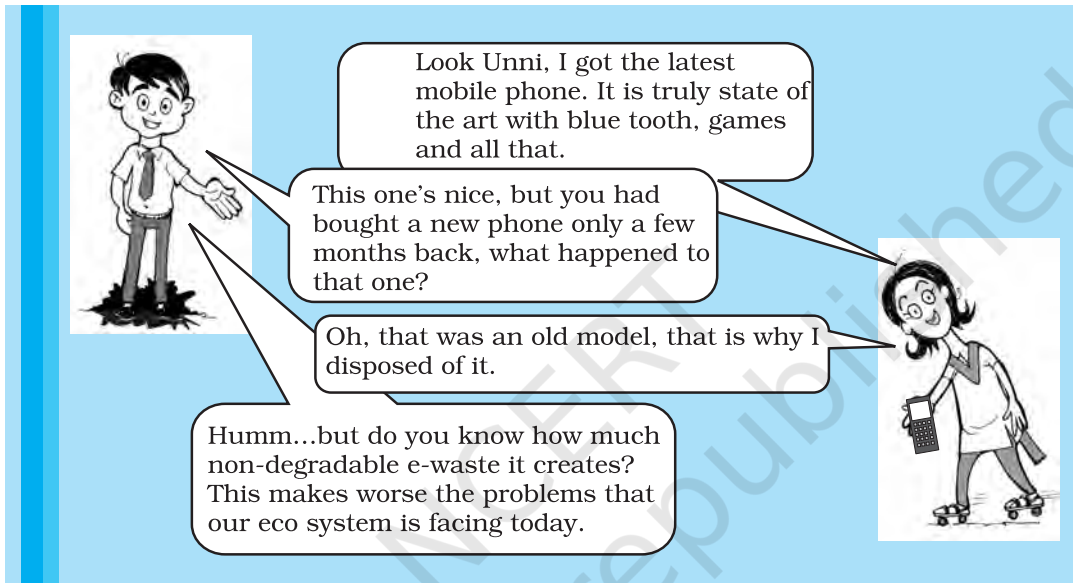 Look Unni, I got the latest
mobile phone. It is truly state of
the art with blue tooth, games
and all that.
This one's nice, but you had
bought a new phone only a few
months back, what happened to
that one?
Oh, that was an old model, that is why I
disposed of it.
Humm...but do you know how much
non-degradable e-waste it creates?
This makes worse the problems that
our eco system is facing today.
NCERT
republished